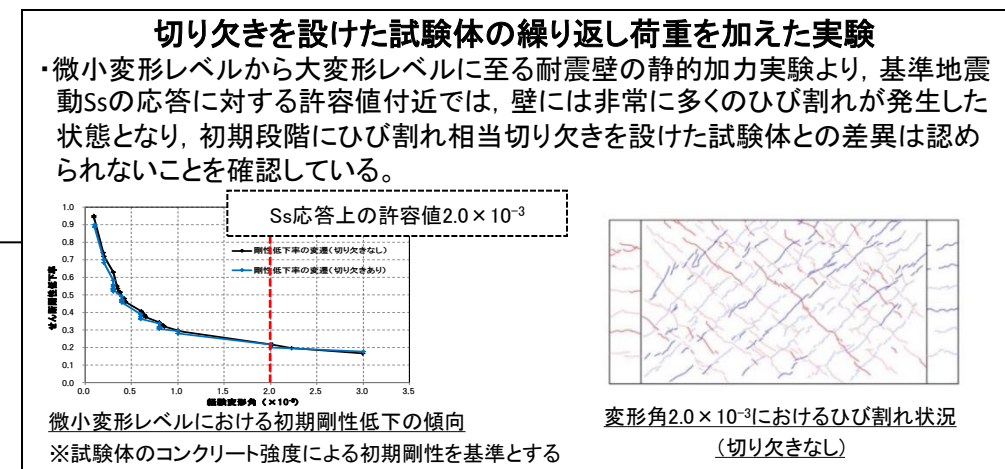 切り欠きを設けた試験体の繰り返し荷重を加えた実験
・微小変形レベルから大変形レベルに至る耐震壁の静的加力実験より，基準地震
動Ssの応答に対する許容値付近では，壁には非常に多くのひび割れが発生した
状態となり，初期段階にひび割れ相当切り欠きを設けた試験体との差異は認め
られないことを確認している。
Ss応答上の許容値2.0×10⁻³
剛性低下率の変遷（切り欠きなし）
剛性低下率の変遷（切り欠きあり）
せん断剛性低下率
1.0
0.9
0.8
0.7
0.6
0.5
0.4
0.3
0.2
0.1
0.0
0.0 0.5 1.0 1.5 2.0 2.5 3.0 3.5
経験変形角（×10⁻³）
微小変形レベルにおける初期剛性低下の傾向
※試験体のコンクリート強度による初期剛性を基準とする
変形角2.0×10⁻³におけるひび割れ状況
（切り欠きなし）